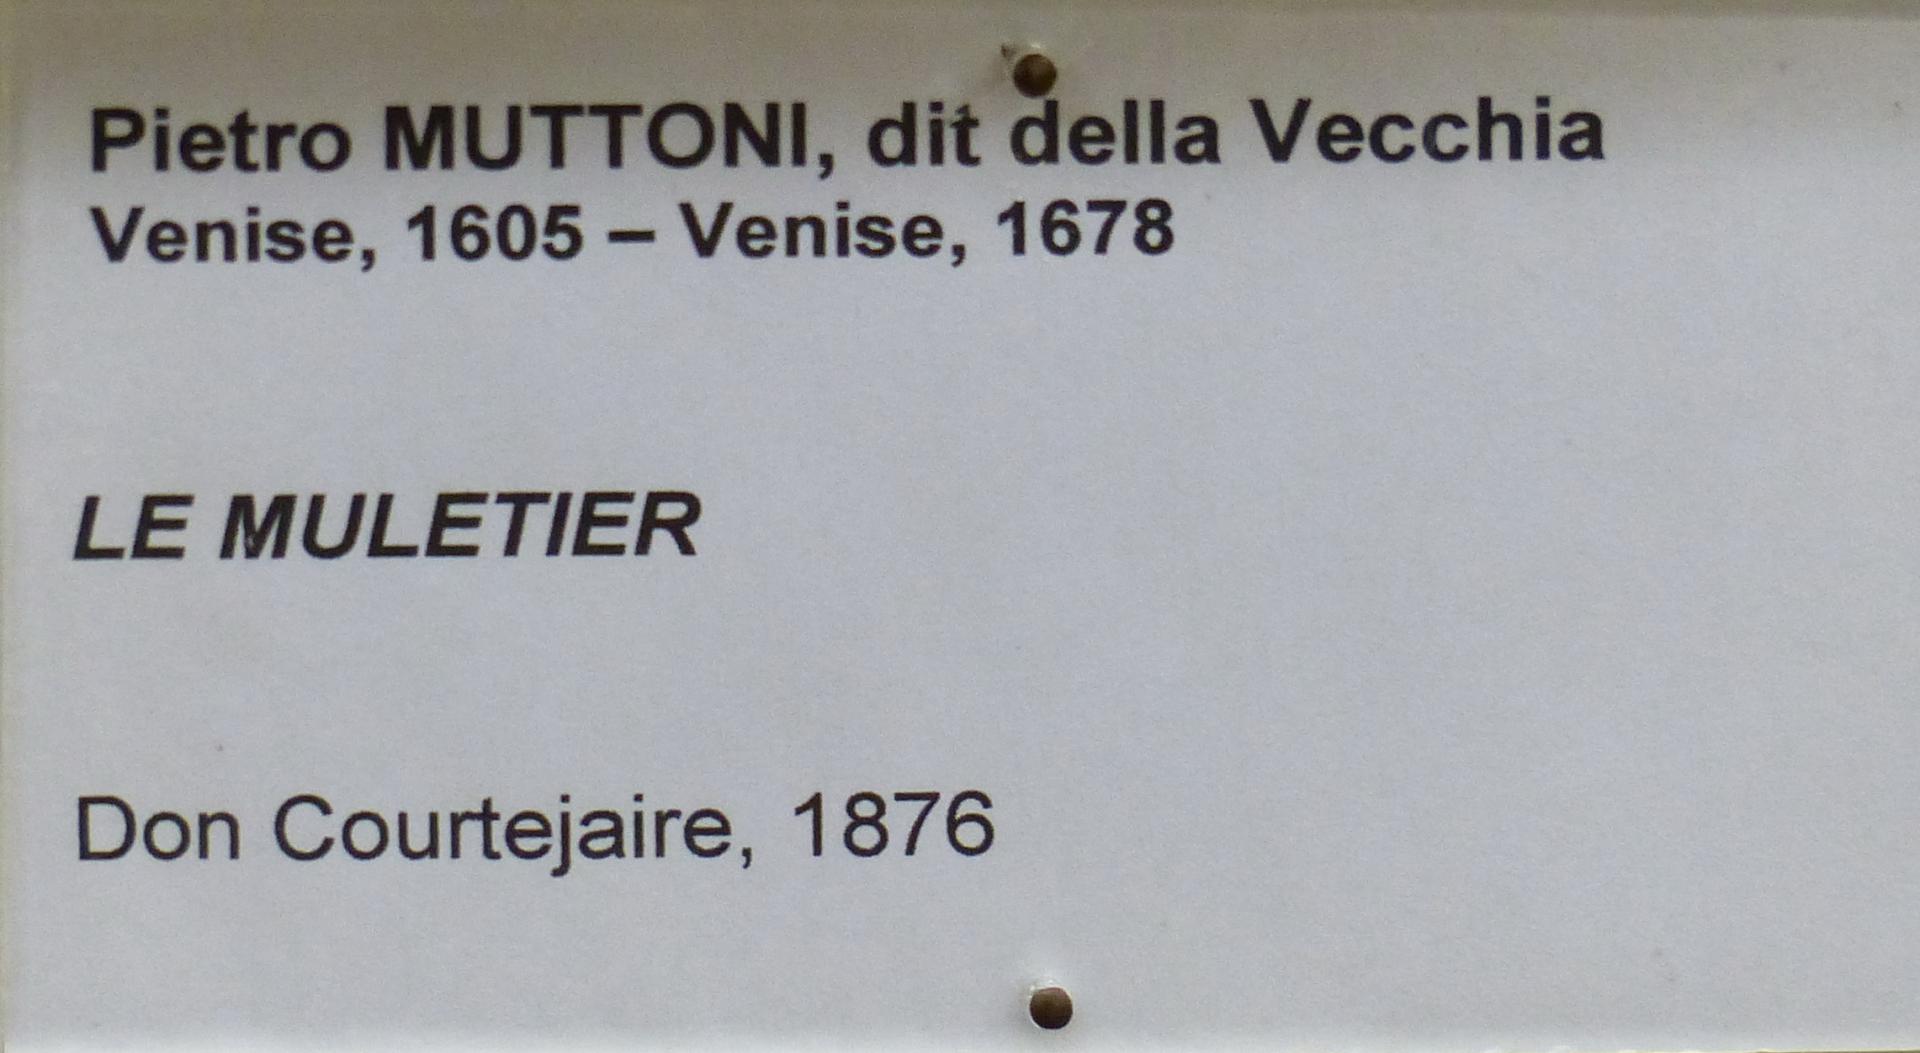 Pietro MUTTONI, dit della Vecchia
Venise, 1605 – Venise, 1678
LE MULETIER
Don Courtejaire, 1876